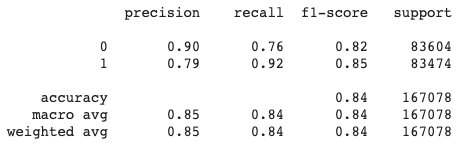 precision recall f1-score support
0 0.90 0.76 0.82 83604
1 0.79 0.92 0.85 83474
accuracy 0.84 167078
macro avg 0.85 0.84 0.84 167078
weighted avg 0.85 0.84 0.84 167078